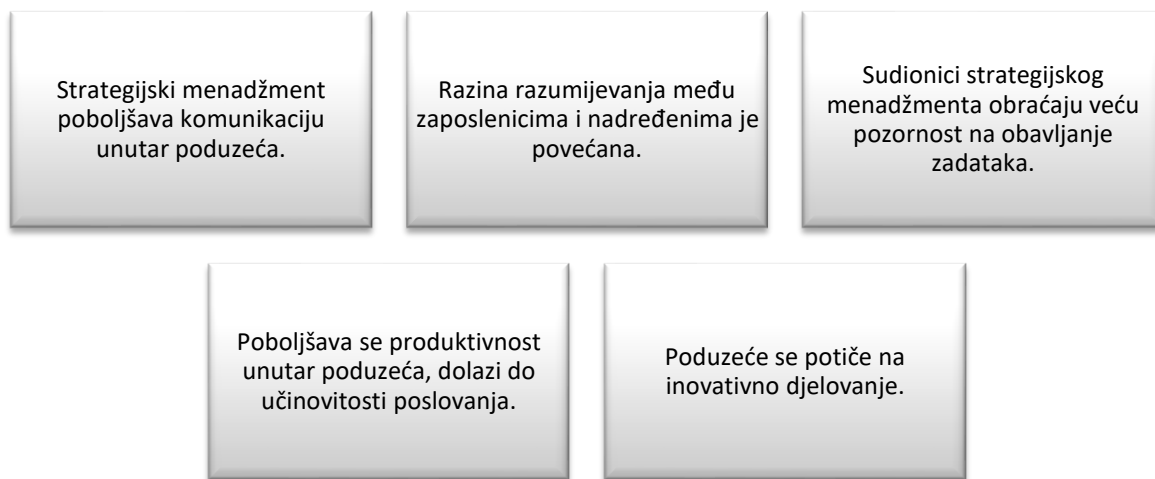 Strategijski menadžment
poboljšava komunikaciju
unutar poduzeća.
Razina razumijevanja među
zaposlenicima i nadređenima je
povećana.
Sudionici strategijskog
menadžmenta obraćaju veću
pozornost na obavljanje
zadataka.
Poboljšava se produktivnost
unutar poduzeća, dolazi do
učinovitosti poslovanja.
Poduzeće se potiče na
inovativno djelovanje.